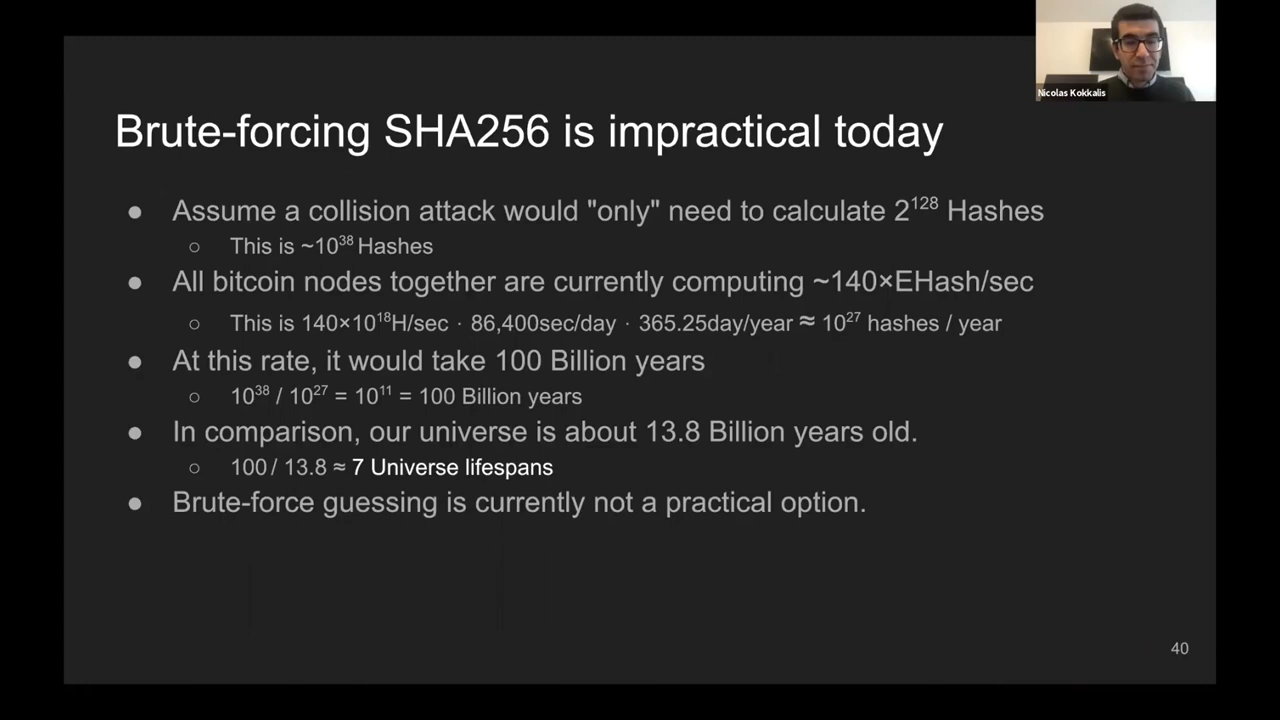 Nicolas Kokkalis
Brute-forcing SHA256 is impractical today
● Assume a collision attack would "only" need to calculate 2¹²⁸ Hashes
○ This is ~10³⁸ Hashes
● All bitcoin nodes together are currently computing ~140×EHash/sec
○ This is 140×10¹⁸H/sec · 86,400sec/day · 365.25day/year ≈ 10²⁷ hashes / year
● At this rate, it would take 100 Billion years
○ 10³⁸ / 10²⁷ = 10¹¹ = 100 Billion years
● In comparison, our universe is about 13.8 Billion years old.
○ 100 / 13.8 ≈ 7 Universe lifespans
● Brute-force guessing is currently not a practical option.
40